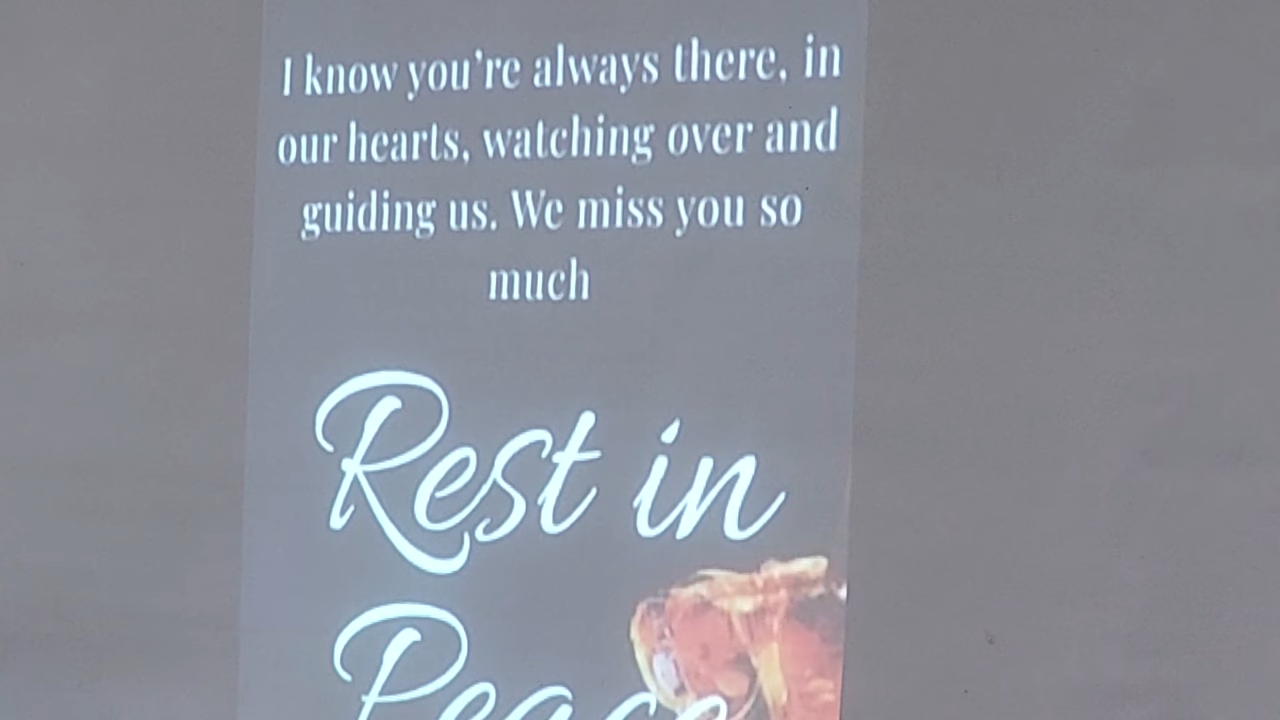 I know you're always there, in
our hearts, watching over and
guiding us. We miss you so
much
Rest in
Peace